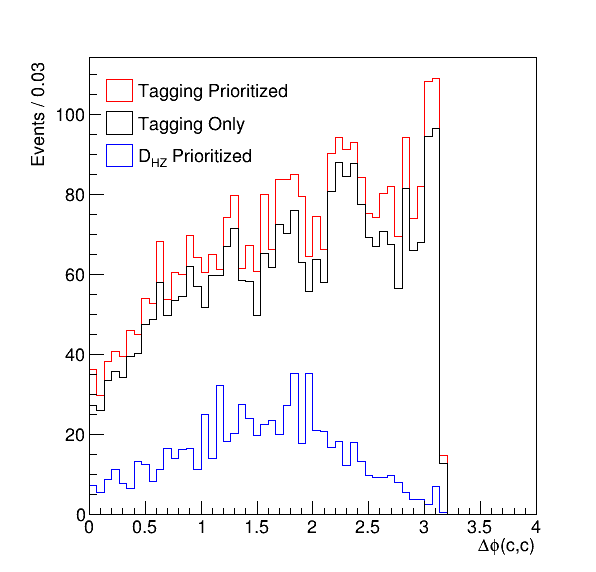 Events / 0.03
Tagging Prioritized
Tagging Only
D_HZ Prioritized
100
80
60
40
20
0
0 0.5 1 1.5 2 2.5 3 3.5 4
Δϕ(c,c)